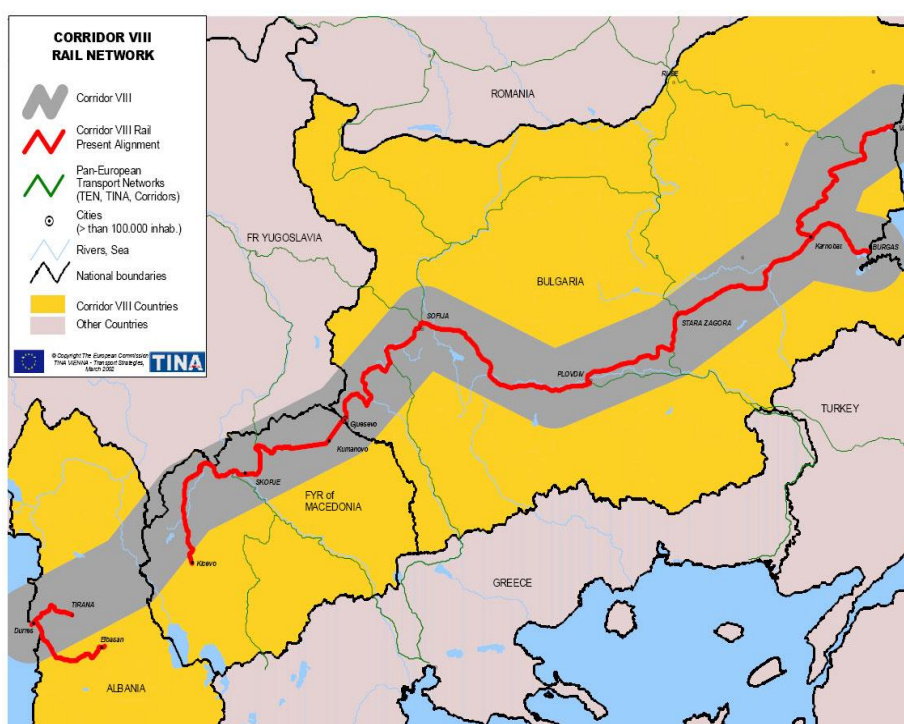 CORRIDOR VIII
RAIL NETWORK
Corridor VIII
Corridor VIII Rail
Present Alignment
Pan-European
Transport Networks
(TEN, TINA, Corridors)
Cities
(> than 100.000 inhab.)
Rivers, Sea
National boundaries
Corridor VIII Countries
Other Countries
© Copyright The European Commission
TINA VIENNA - Transport Strategies,
March 2002
TINA
ROMANIA
RUSE
FR YUGOSLAVIA
BULGARIA
Karnobat
BURGAS
SOFIJA
STARA ZAGORA
PLOVDIV
TURKEY
Gjuesevo
Kumanovo
SKOPJE
FYR of
MACEDONIA
Kicevo
GREECE
TIRANA
Durres
Elbasan
ALBANIA